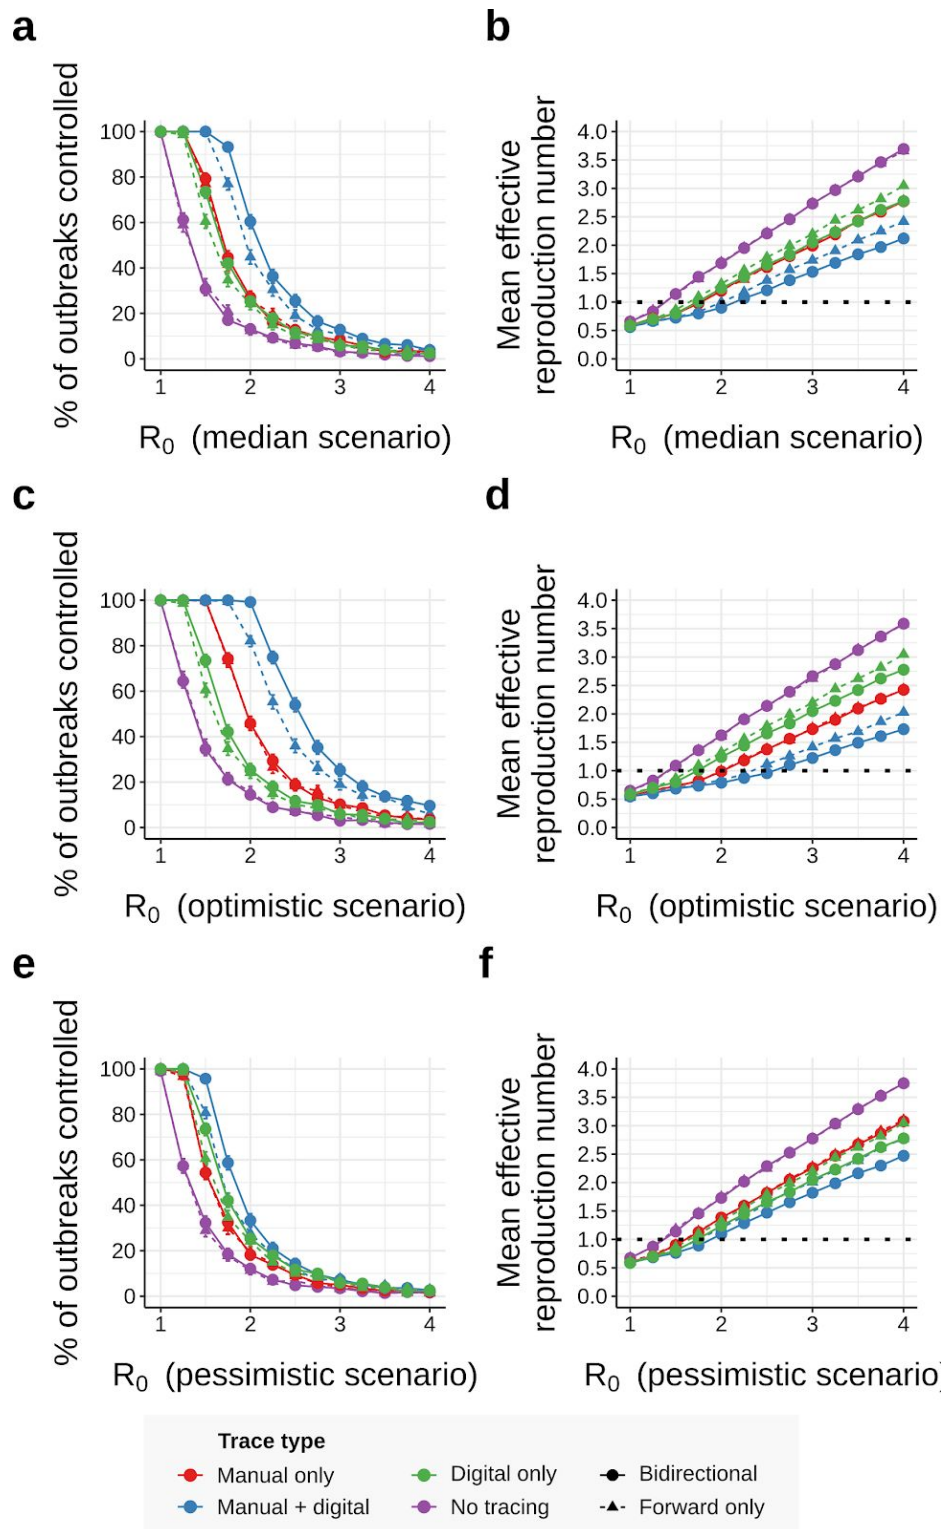 a
% of outbreaks controlled
100
80
60
40
20
0
1 2 3 4
R0 (median scenario)
b
Mean effective
reproduction number
4.0
3.5
3.0
2.5
2.0
1.5
1.0
0.5
0.0
1 2 3 4
R0 (median scenario)
c
% of outbreaks controlled
100
80
60
40
20
0
1 2 3 4
R0 (optimistic scenario)
d
Mean effective
reproduction number
4.0
3.5
3.0
2.5
2.0
1.5
1.0
0.5
0.0
1 2 3 4
R0 (optimistic scenario)
e
% of outbreaks controlled
100
80
60
40
20
0
1 2 3 4
R0 (pessimistic scenario)
f
Mean effective
reproduction number
4.0
3.5
3.0
2.5
2.0
1.5
1.0
0.5
0.0
1 2 3 4
R0 (pessimistic scenario)
Trace type
Manual only Digital only Bidirectional
Manual + digital No tracing Forward only